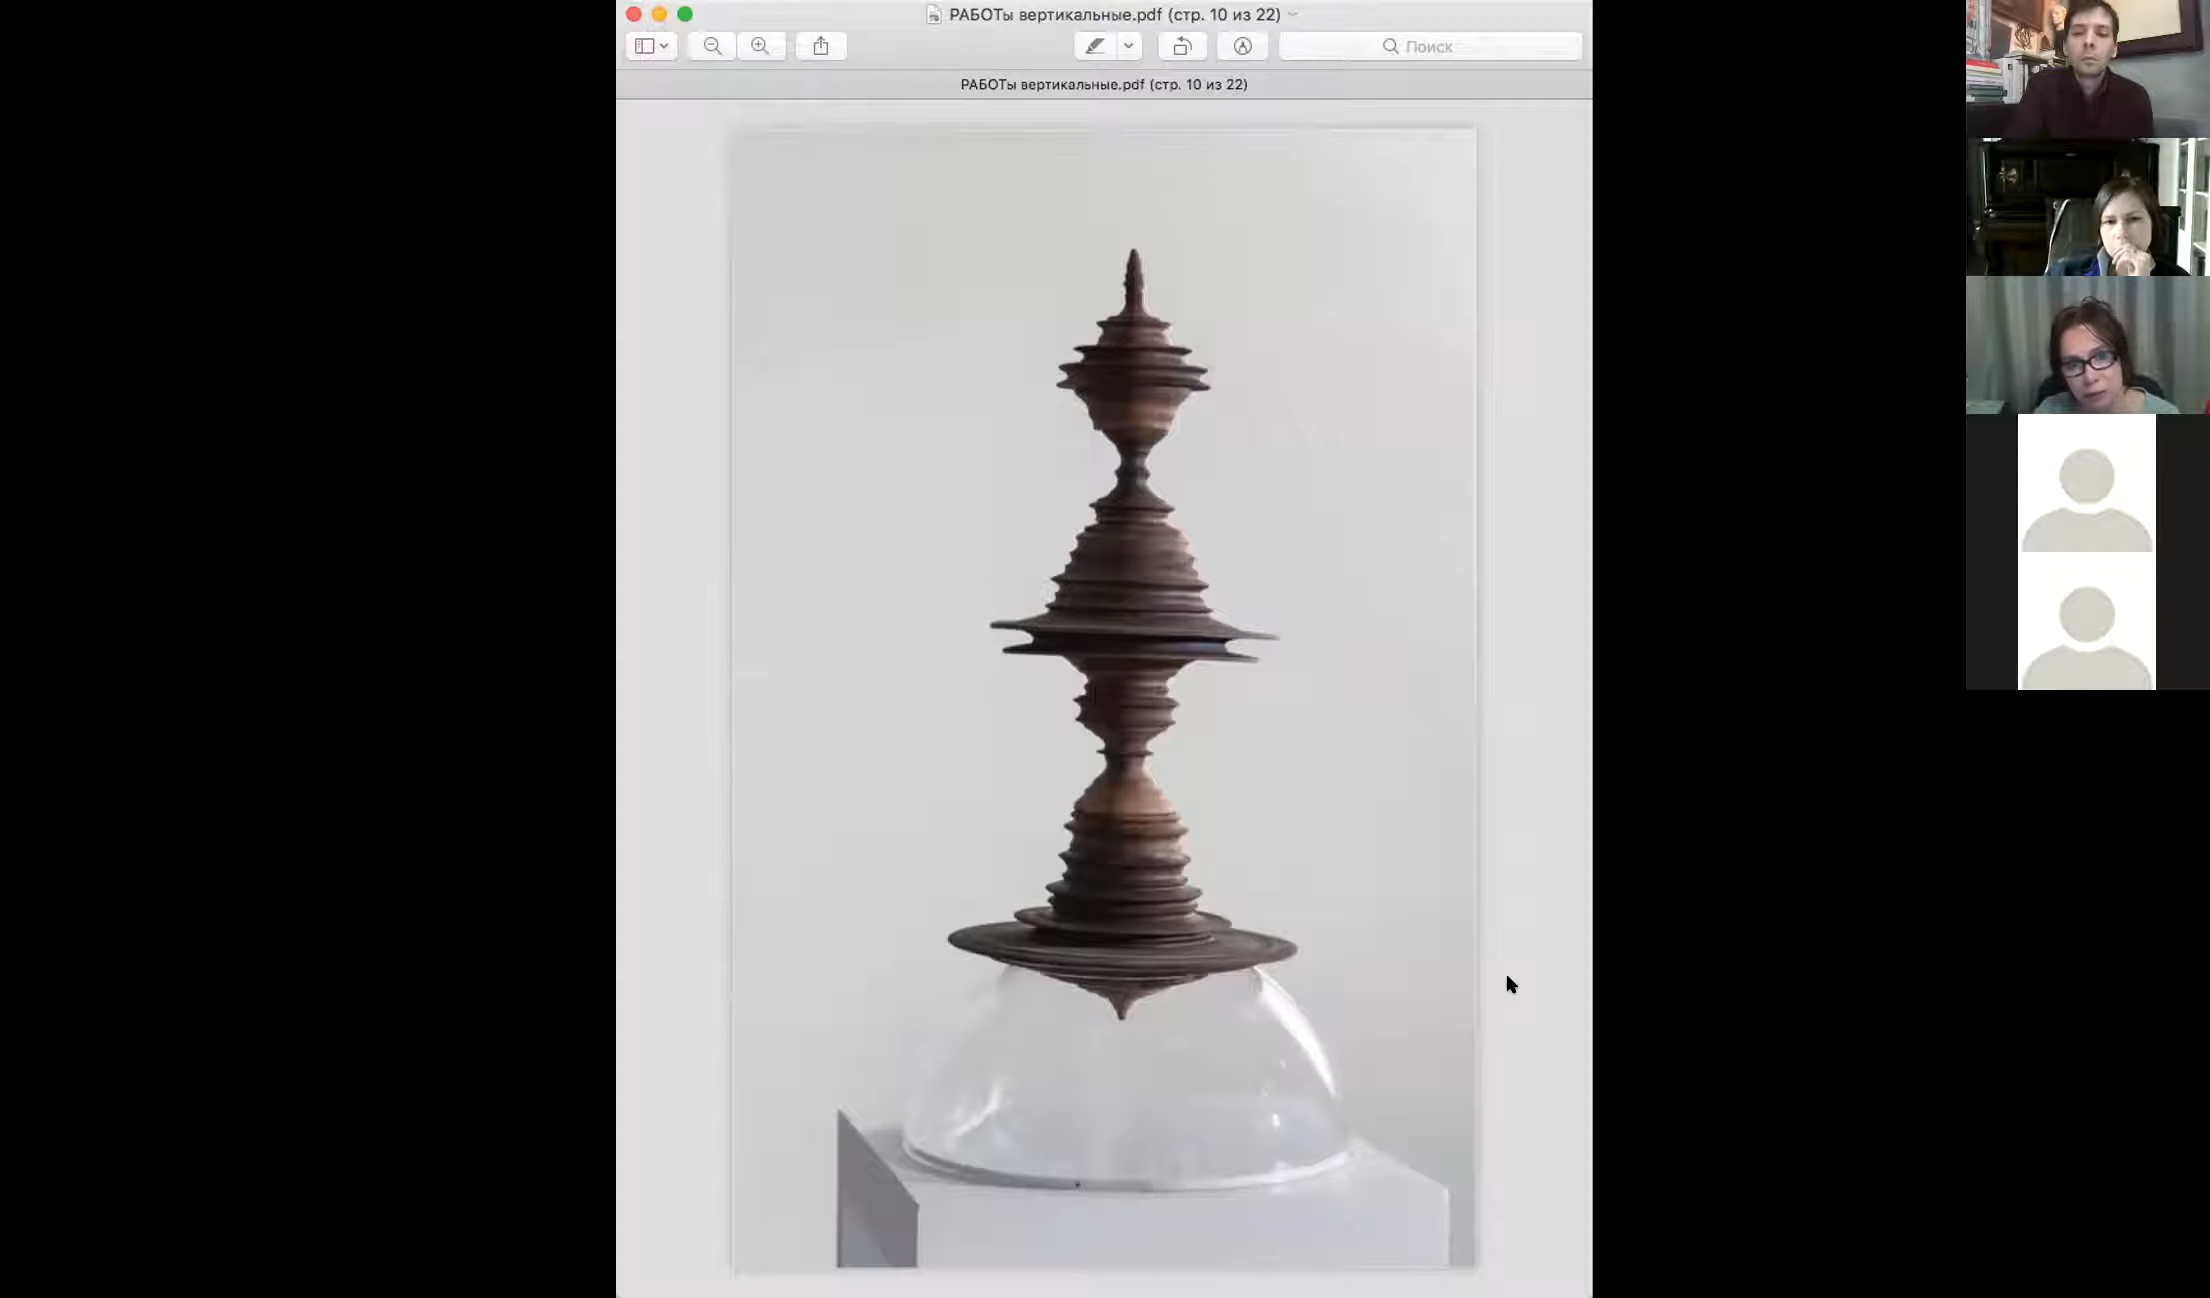 РАБОТы вертикальные.pdf (стр. 10 из 22)
Поиск
РАБОТы вертикальные.pdf (стр. 10 из 22)